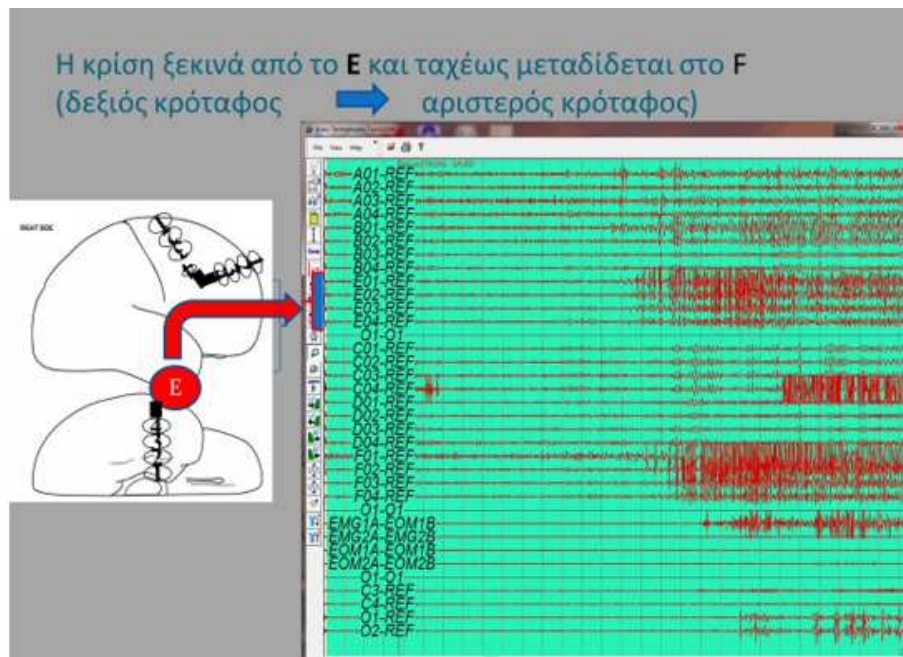 Η κρίση ξεκινά από το E και ταχέως μεταδίδεται στο F
(δεξιός κρόταφος αριστερός κρόταφος)
RIGHT SIDE
E
A01-REF
A02-REF
A03-REF
A04-REF
B01-REF
B02-REF
B03-REF
B04-REF
E01-REF
E02-REF
E03-REF
E04-REF
O1-O1
C01-REF
C02-REF
C03-REF
C04-REF
D01-REF
D02-REF
D03-REF
D04-REF
F01-REF
F02-REF
F03-REF
F04-REF
O1-O1
EMG1A-EOM1B
EMG2A-EMG2B
EOM1A-EOM1B
EOM2A-EOM2B
O1-O1
C3-REF
C4-REF
O1-REF
O2-REF